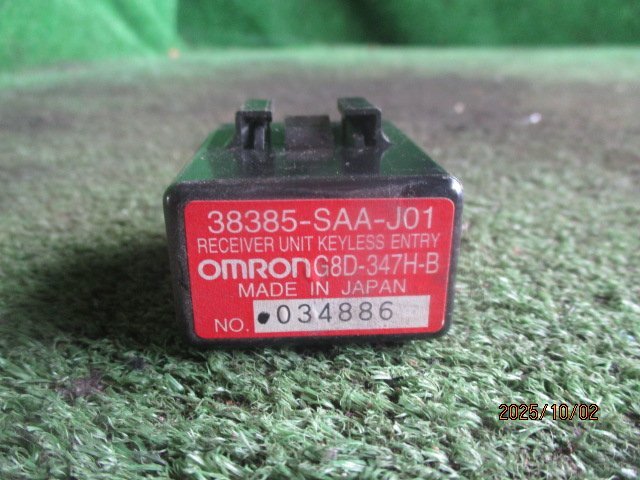 38385-SAA-J01
RECEIVER UNIT KEYLESS ENTRY
OMRON G8D-347H-B
MADE IN JAPAN
NO. •034886
2025/10/02